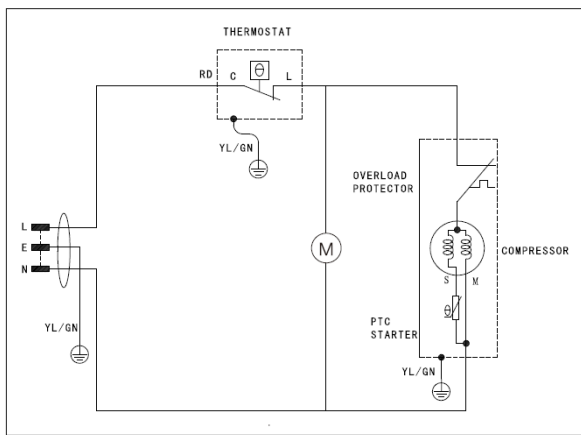 THERMOSTAT
RD C θ L
YL/GN
OVERLOAD
PROTECTOR
L
E
N
M
COMPRESSOR
S M
θ
PTC
STARTER
YL/GN
YL/GN